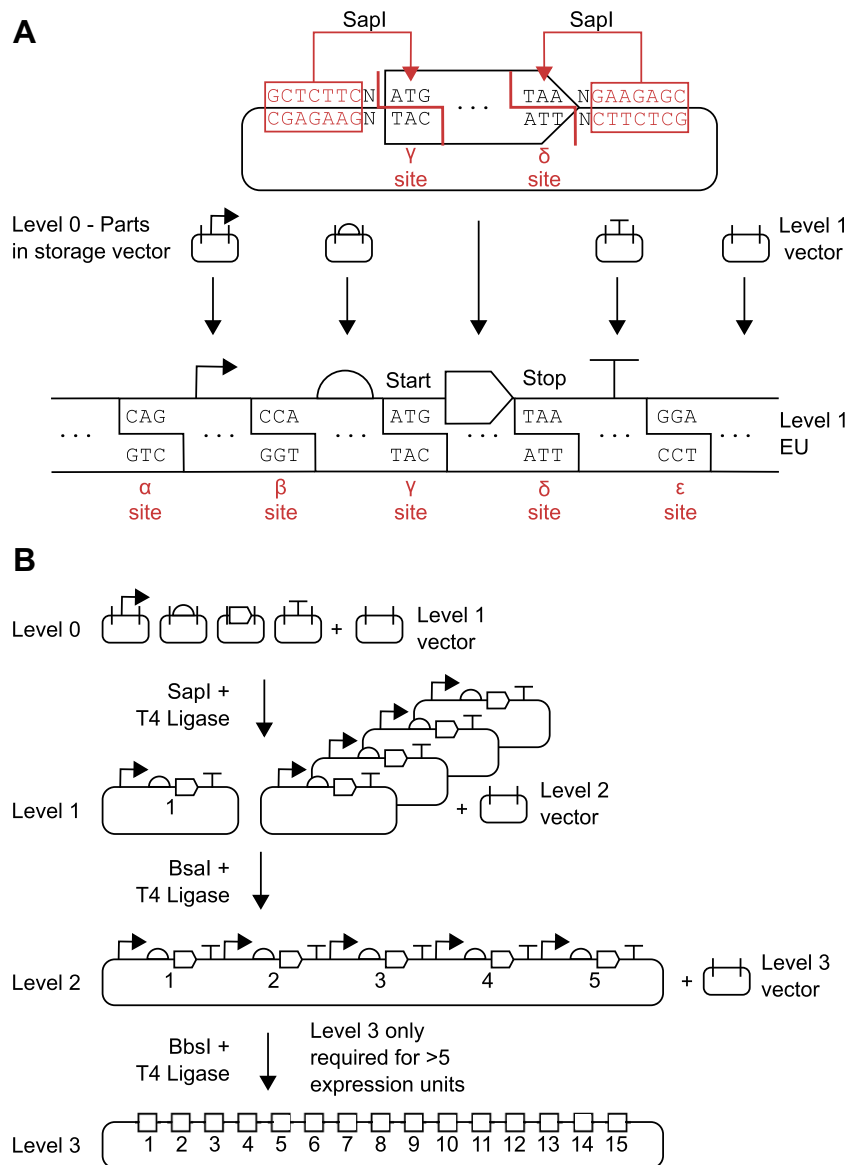 A
SapI SapI
GCTCTTCN ATG ... TAA NGAAGAGC
CGAGAAGN TAC ATT NCTTCTCG
γ δ
site site
Level 0 - Parts
in storage vector
Level 1
vector
Start Stop
... CAG ... CCA ... ATG ... TAA ... GGA ...
GTC GGT TAC ATT CCT
Level 1
EU
α β γ δ ε
site site site site site
B
Level 0 + Level 1
vector
SapI +
T4 Ligase
Level 1 1 + Level 2
vector
BsaI +
T4 Ligase
Level 2 1 2 3 4 5 + Level 3
vector
BbsI +
T4 Ligase
Level 3 only
required for >5
expression units
Level 3 1 2 3 4 5 6 7 8 9 10 11 12 13 14 15